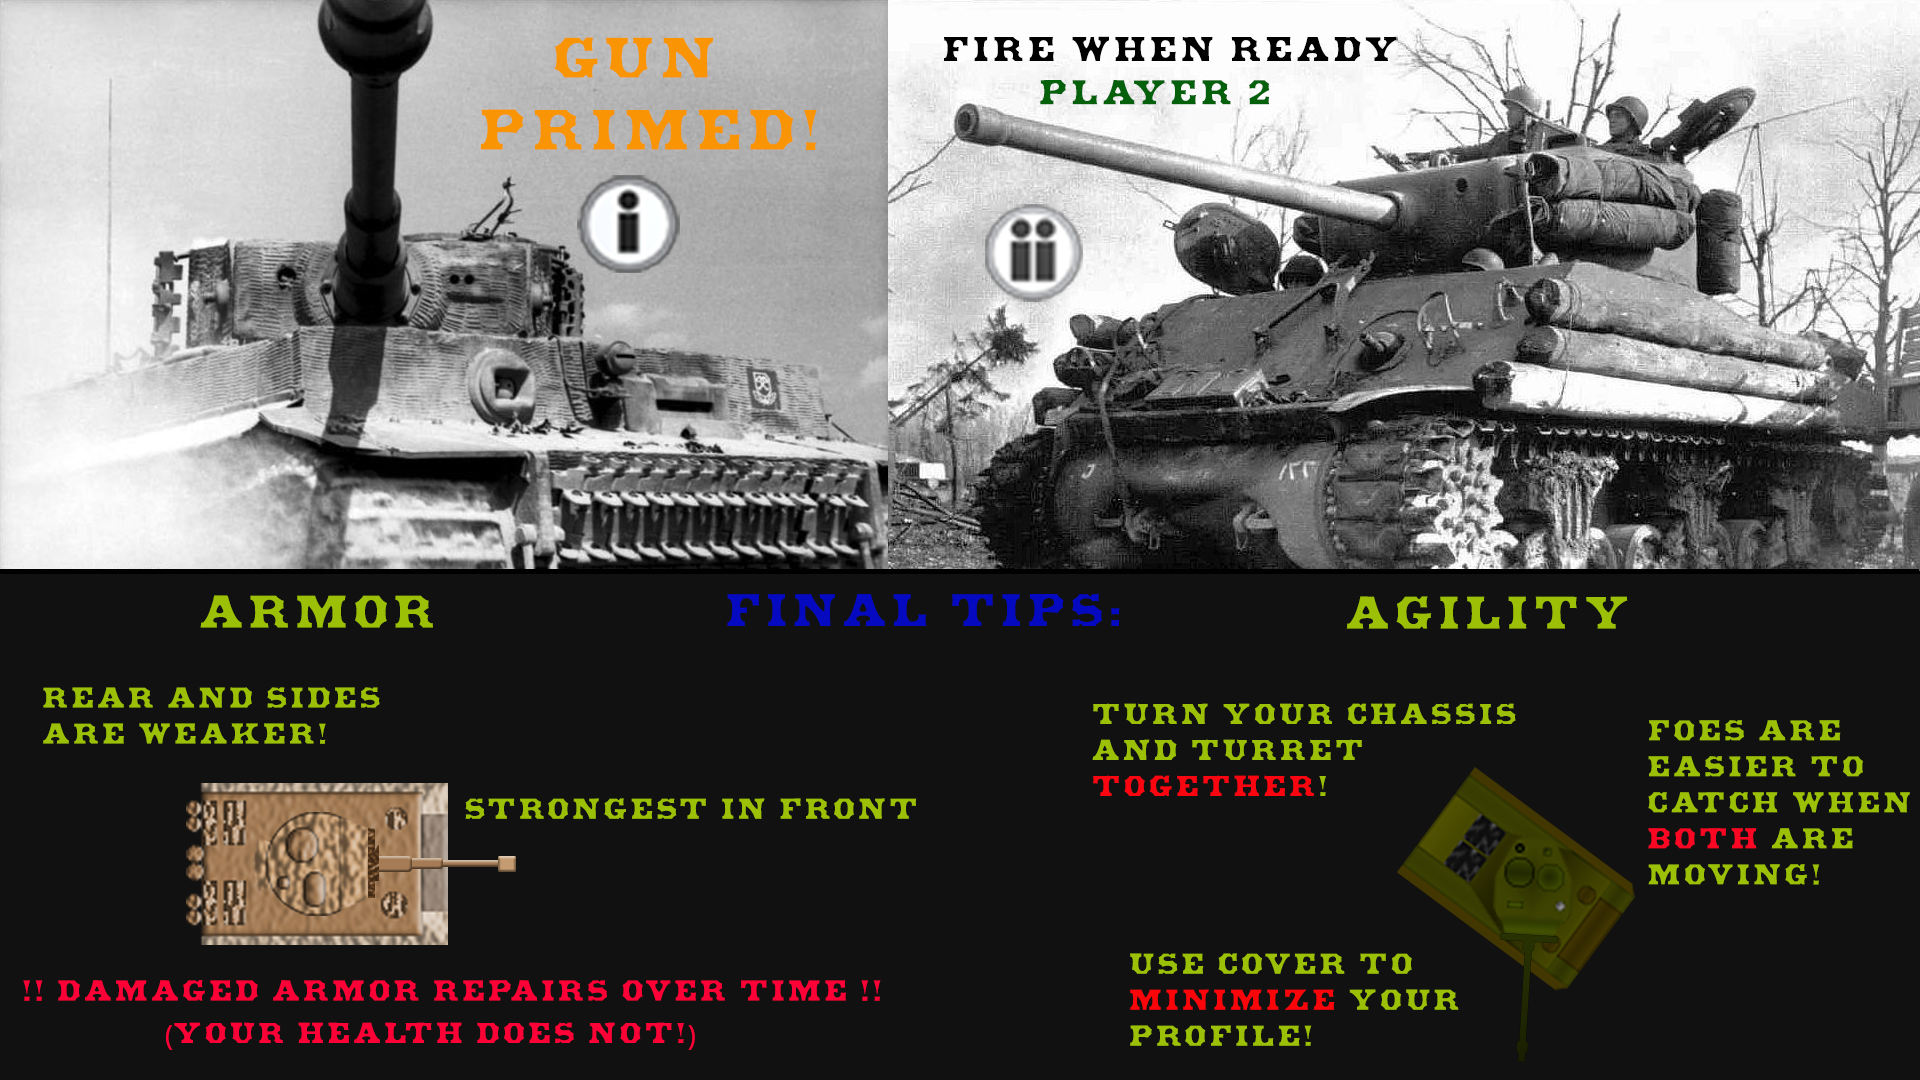 GUN
PRIMED!
i
FIRE WHEN READY
PLAYER 2
ii
ARMOR
FINAL TIPS:
AGILITY
REAR AND SIDES
ARE WEAKER!
STRONGEST IN FRONT
!! DAMAGED ARMOR REPAIRS OVER TIME !!
(YOUR HEALTH DOES NOT!)
TURN YOUR CHASSIS
AND TURRET
TOGETHER!
FOES ARE
EASIER TO
CATCH WHEN
BOTH ARE
MOVING!
USE COVER TO
MINIMIZE YOUR
PROFILE!